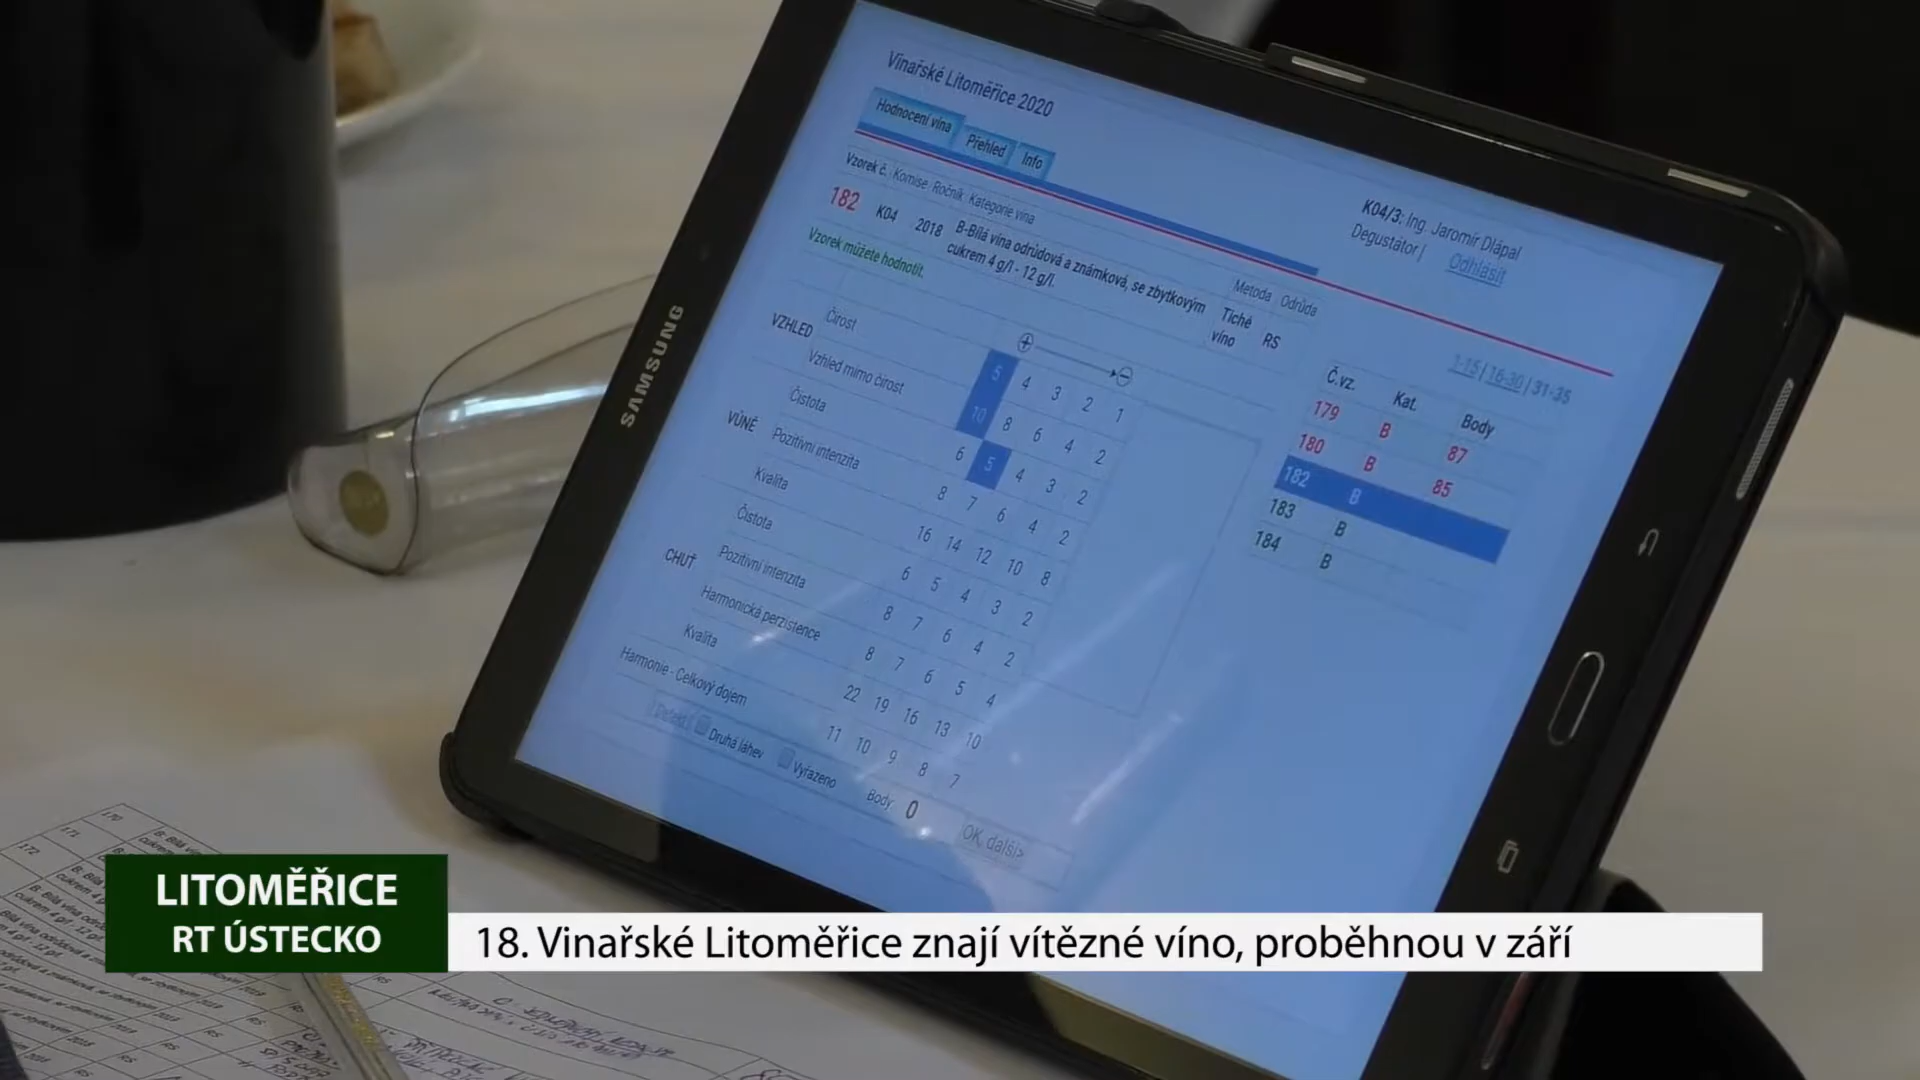 Vinařské Litoměřice 2020
Hodnocení vína Přehled Info
K04/3: Ing. Jaromír Dlápal
Degustátor | Odhlásit
Vzorek č. Komise Ročník Kategorie vína Metoda Odrůda
182 K04 2018 B-Bílá vína odrůdová a známková, se zbytkovým
cukrem 4 g/l - 12 g/l.
Tiché
víno
RS
Vzorek můžete hodnotit.
VZHLED Čirost 5 4 3 2 1
Vzhled mimo čirost 10 8 6 4 2
VŮNĚ Čistota 6 5 4 3 2
Pozitivní intenzita 8 7 6 4 2
Kvalita 16 14 12 10 8
CHUŤ Čistota 6 5 4 3 2
Pozitivní intenzita 8 7 6 4 2
Harmonická perzistence 8 7 6 5 4
Kvalita 22 19 16 13 10
Harmonie - Celkový dojem 11 10 9 8 7
Druhá láhev Vyřazeno Body: 0 OK, další>
1-15 | 16-30 | 31-35
Č.vz. Kat. Body
179 B 87
180 B 85
182 B
183 B
184 B
SAMSUNG
170
171
172
LITOMĚŘICE
RT ÚSTECKO
18. Vinařské Litoměřice znají vítězné víno, proběhnou v září